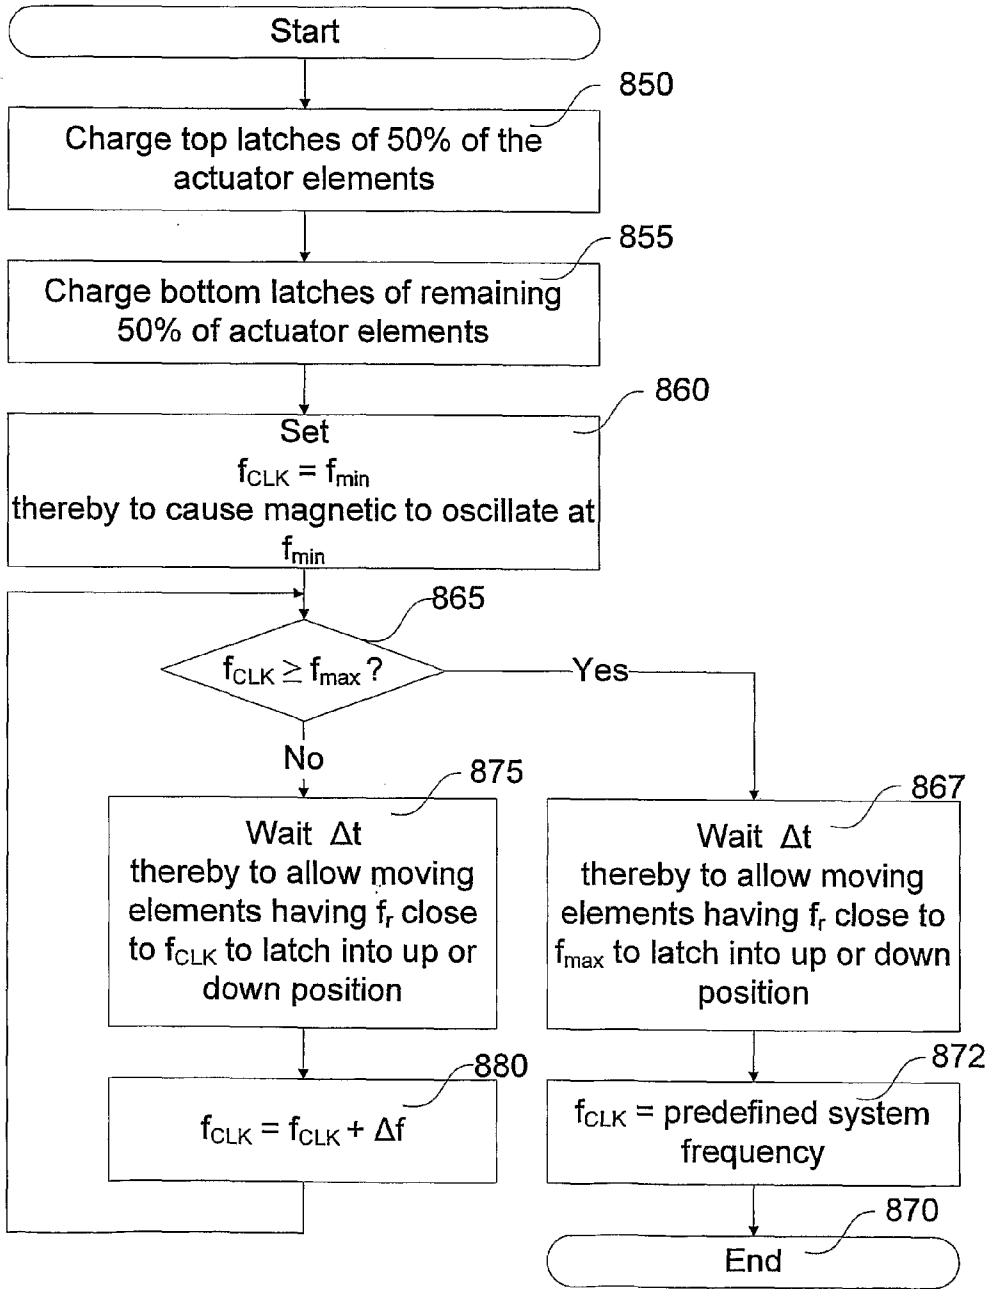 Start
850
Charge top latches of 50% of the
actuator elements
855
Charge bottom latches of remaining
50% of actuator elements
860
Set
fCLK = fmin
thereby to cause magnetic to oscillate at
fmin
865
fCLK ≥ fmax ?
Yes
No
875
Wait Δt
thereby to allow moving
elements having fr close
to fCLK to latch into up or
down position
867
Wait Δt
thereby to allow moving
elements having fr close to
fmax to latch into up or down
position
880
fCLK = fCLK + Δf
872
fCLK = predefined system
frequency
870
End